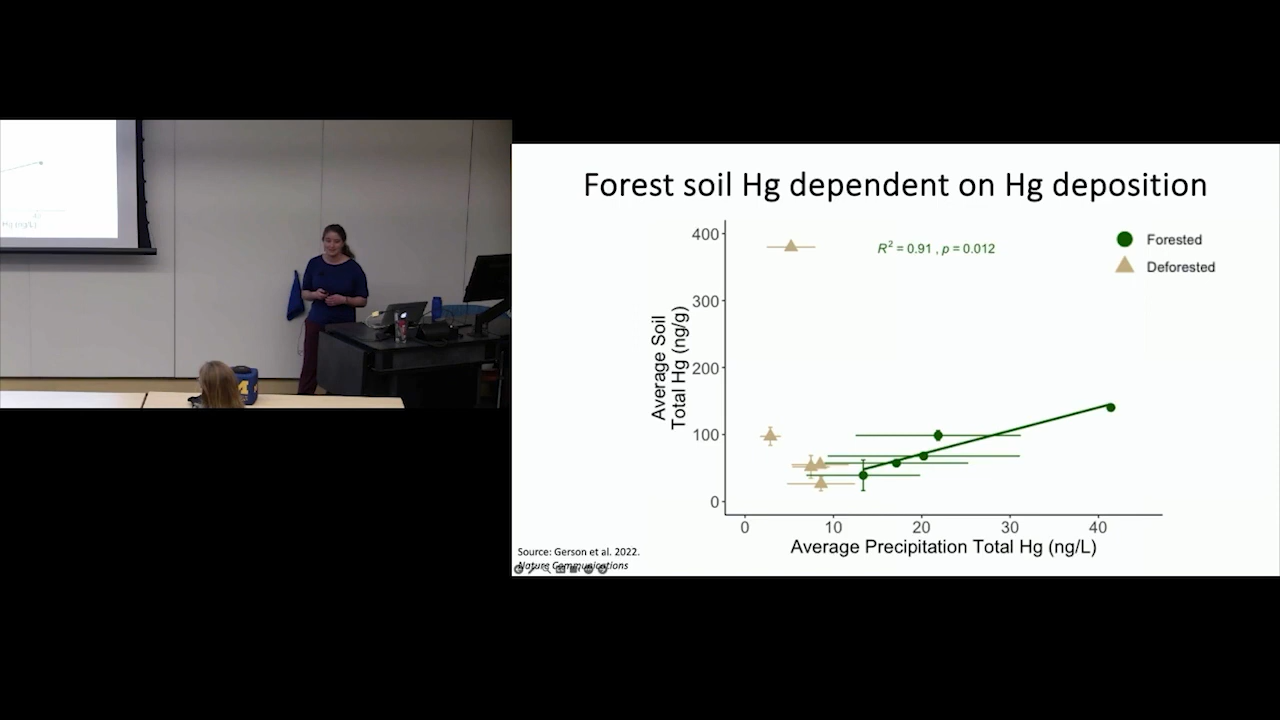 Forest soil Hg dependent on Hg deposition
R² = 0.91 , p = 0.012
Forested
Deforested
400
300
200
100
0
Average Soil
Total Hg (ng/g)
0 10 20 30 40
Average Precipitation Total Hg (ng/L)
Source: Gerson et al. 2022.
Nature Communications
Hg (ng/L)